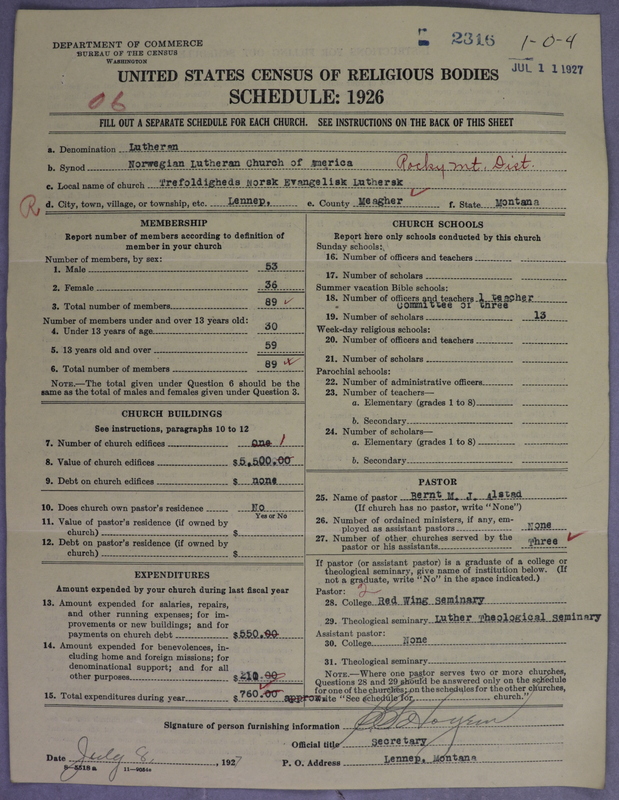 DEPARTMENT OF COMMERCE
BUREAU OF THE CENSUS
WASHINGTON
2316
1-0-4
JUL 11 1927
UNITED STATES CENSUS OF RELIGIOUS BODIES
SCHEDULE: 1926
06
FILL OUT A SEPARATE SCHEDULE FOR EACH CHURCH. SEE INSTRUCTIONS ON THE BACK OF THIS SHEET
a. Denomination Lutheran
b. Synod Norwegian Lutheran Church of America Rocky Mt. Dist.
c. Local name of church Trefoldigheds Norsk Evangelisk Luthersk
R d. City, town, village, or township, etc. Lennep, e. County Meagher f. State Montana
MEMBERSHIP
Report number of members according to definition of
member in your church
Number of members, by sex:
1. Male 53
2. Female 36
3. Total number of members 89
Number of members under and over 13 years old:
4. Under 13 years of age 30
5. 13 years old and over 59
6. Total number of members 89
NOTE.—The total given under Question 6 should be
same as the total of males and females given under Question 3.
CHURCH BUILDINGS
See instructions, paragraphs 10 to 12
7. Number of church edifices one 1
8. Value of church edifices $5,500.00
9. Debt on church edifices $ none
10. Does church own pastor's residence No
Yes or No
11. Value of pastor's residence (if owned by
church) $
12. Debt on pastor's residence (if owned by
church) $
EXPENDITURES
Amount expended by your church during last fiscal year
13. Amount expended for salaries, repairs,
and other running expenses; for im-
provements or new buildings; and for
payments on church debt $550.00
14. Amount expended for benevolences, in-
cluding home and foreign missions; for
denominational support; and for all
other purposes $210.00
15. Total expenditures during year $760.00 approx.
CHURCH SCHOOLS
Report here only schools conducted by this church
Sunday schools:
16. Number of officers and teachers
17. Number of scholars
Summer vacation Bible schools:
18. Number of officers and teachers 1 teacher
Committee of three
19. Number of scholars 13
Week-day religious schools:
20. Number of officers and teachers
21. Number of scholars
Parochial schools:
22. Number of administrative officers
23. Number of teachers—
a. Elementary (grades 1 to 8)
b. Secondary
24. Number of scholars—
a. Elementary (grades 1 to 8)
b. Secondary
PASTOR
25. Name of pastor Bernt M. J. Alstad
(If church has no pastor, write "None")
26. Number of ordained ministers, if any, em-
ployed as assistant pastors None
27. Number of other churches served by the
pastor or his assistants Three
If pastor (or assistant pastor) is a graduate of a college or
theological seminary, give name of institution below. (If
not a graduate, write "No" in the space indicated.)
Pastor: 2
28. College Red Wing Seminary
29. Theological seminary Luther Theological Seminary
Assistant pastor:
30. College None
31. Theological seminary
NOTE.—Where one pastor serves two or more churches,
Questions 28 and 29 should be answered only on the schedule
for one of the churches; on the schedules for the other churches,
write "See schedule for church.")
Signature of person furnishing information
Official title Secretary
Date July 8, 1927 P. O. Address Lennep, Montana
8-5518 a 11-9054a